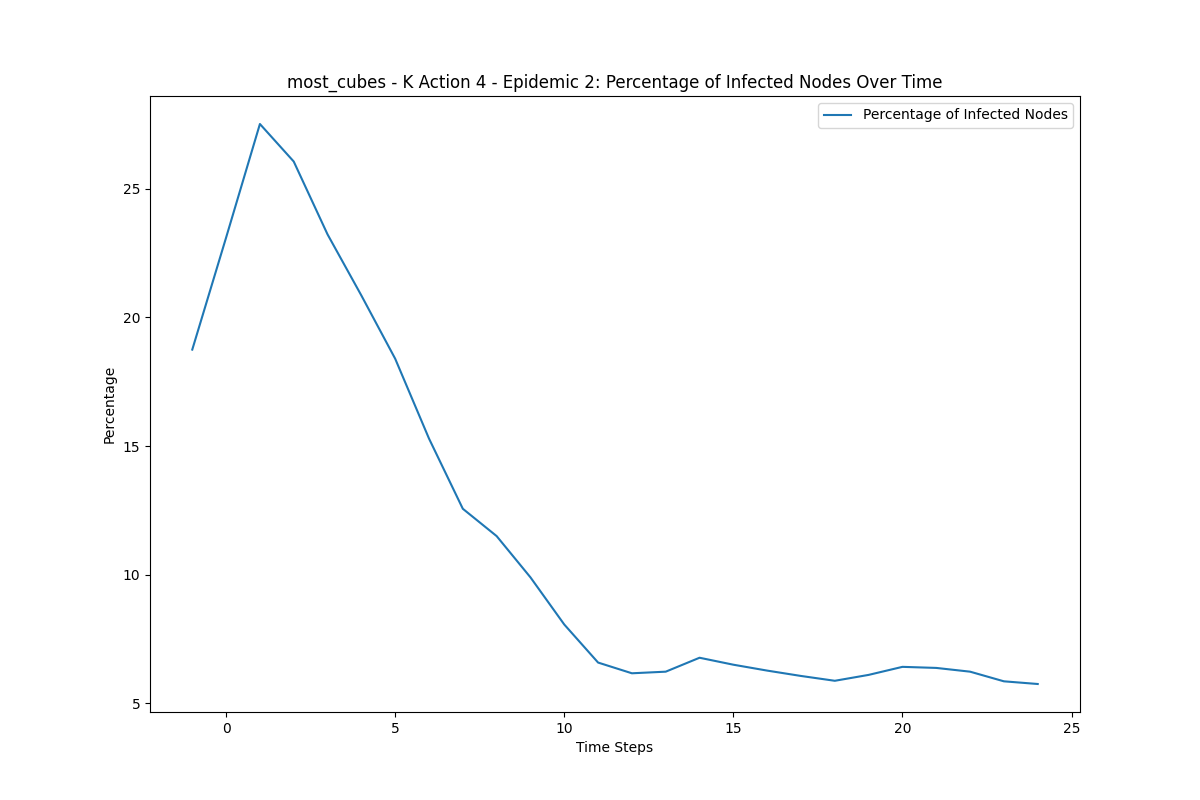 most_cubes - K Action 4 - Epidemic 2: Percentage of Infected Nodes Over Time
Percentage of Infected Nodes
Percentage
25
20
15
10
5
0
5
10
15
20
25
Time Steps